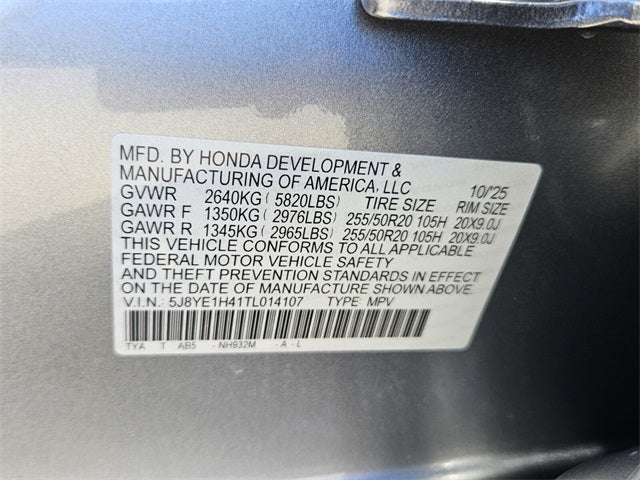 MFD. BY HONDA DEVELOPMENT &
MANUFACTURING OF AMERICA, LLC 10/'25
GVWR 2640KG ( 5820LBS) TIRE SIZE RIM SIZE
GAWR F 1350KG ( 2976LBS) 255/50R20 105H 20X9.0J
GAWR R 1345KG ( 2965LBS) 255/50R20 105H 20X9.0J
THIS VEHICLE CONFORMS TO ALL APPLICABLE
FEDERAL MOTOR VEHICLE SAFETY
AND THEFT PREVENTION STANDARDS IN EFFECT
ON THE DATE OF MANUFACTURE SHOWN ABOVE.
V.I.N.: 5J8YE1H41TL014107 TYPE: MPV
TYA T AB5 - NH932M - A - L